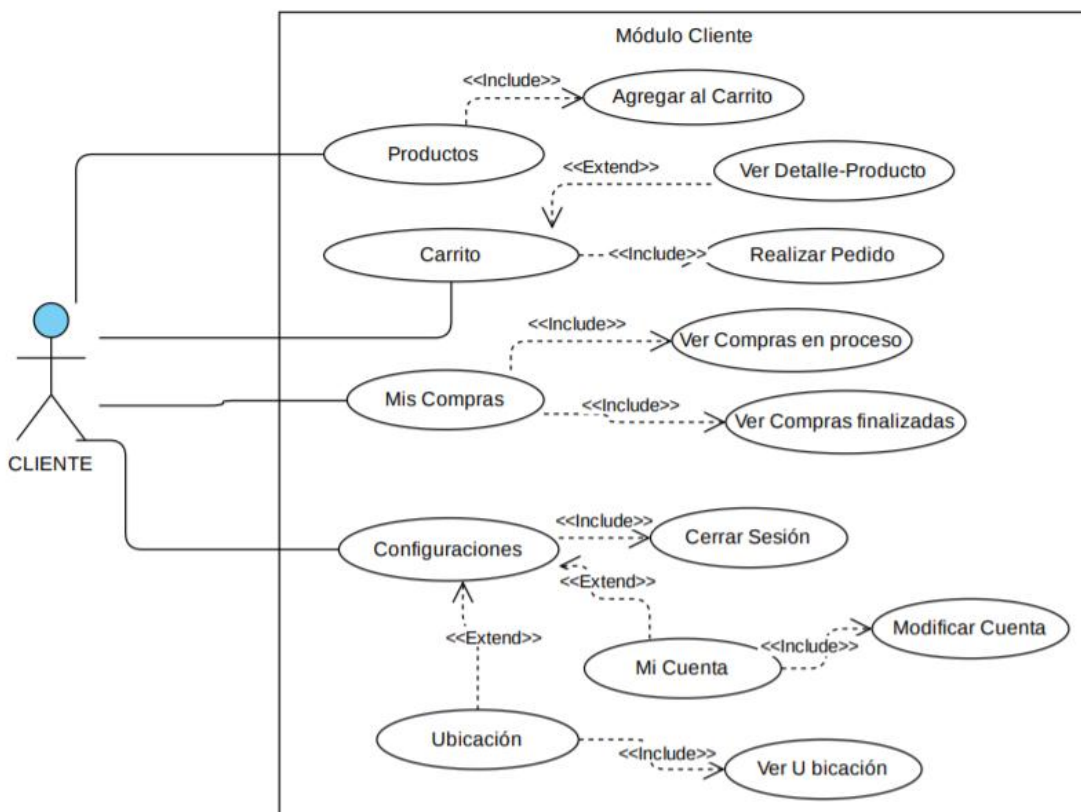 Módulo Cliente
<<Include>>
Agregar al Carrito
Productos
<<Extend>>
Ver Detalle-Producto
Carrito
<<Include>>
Realizar Pedido
<<Include>>
Ver Compras en proceso
Mis Compras
<<Include>>
Ver Compras finalizadas
CLIENTE
<<Include>>
Cerrar Sesión
Configuraciones
<<Extend>>
<<Extend>>
Mi Cuenta
<<Include>>
Modificar Cuenta
Ubicación
<<Include>>
Ver U bicación